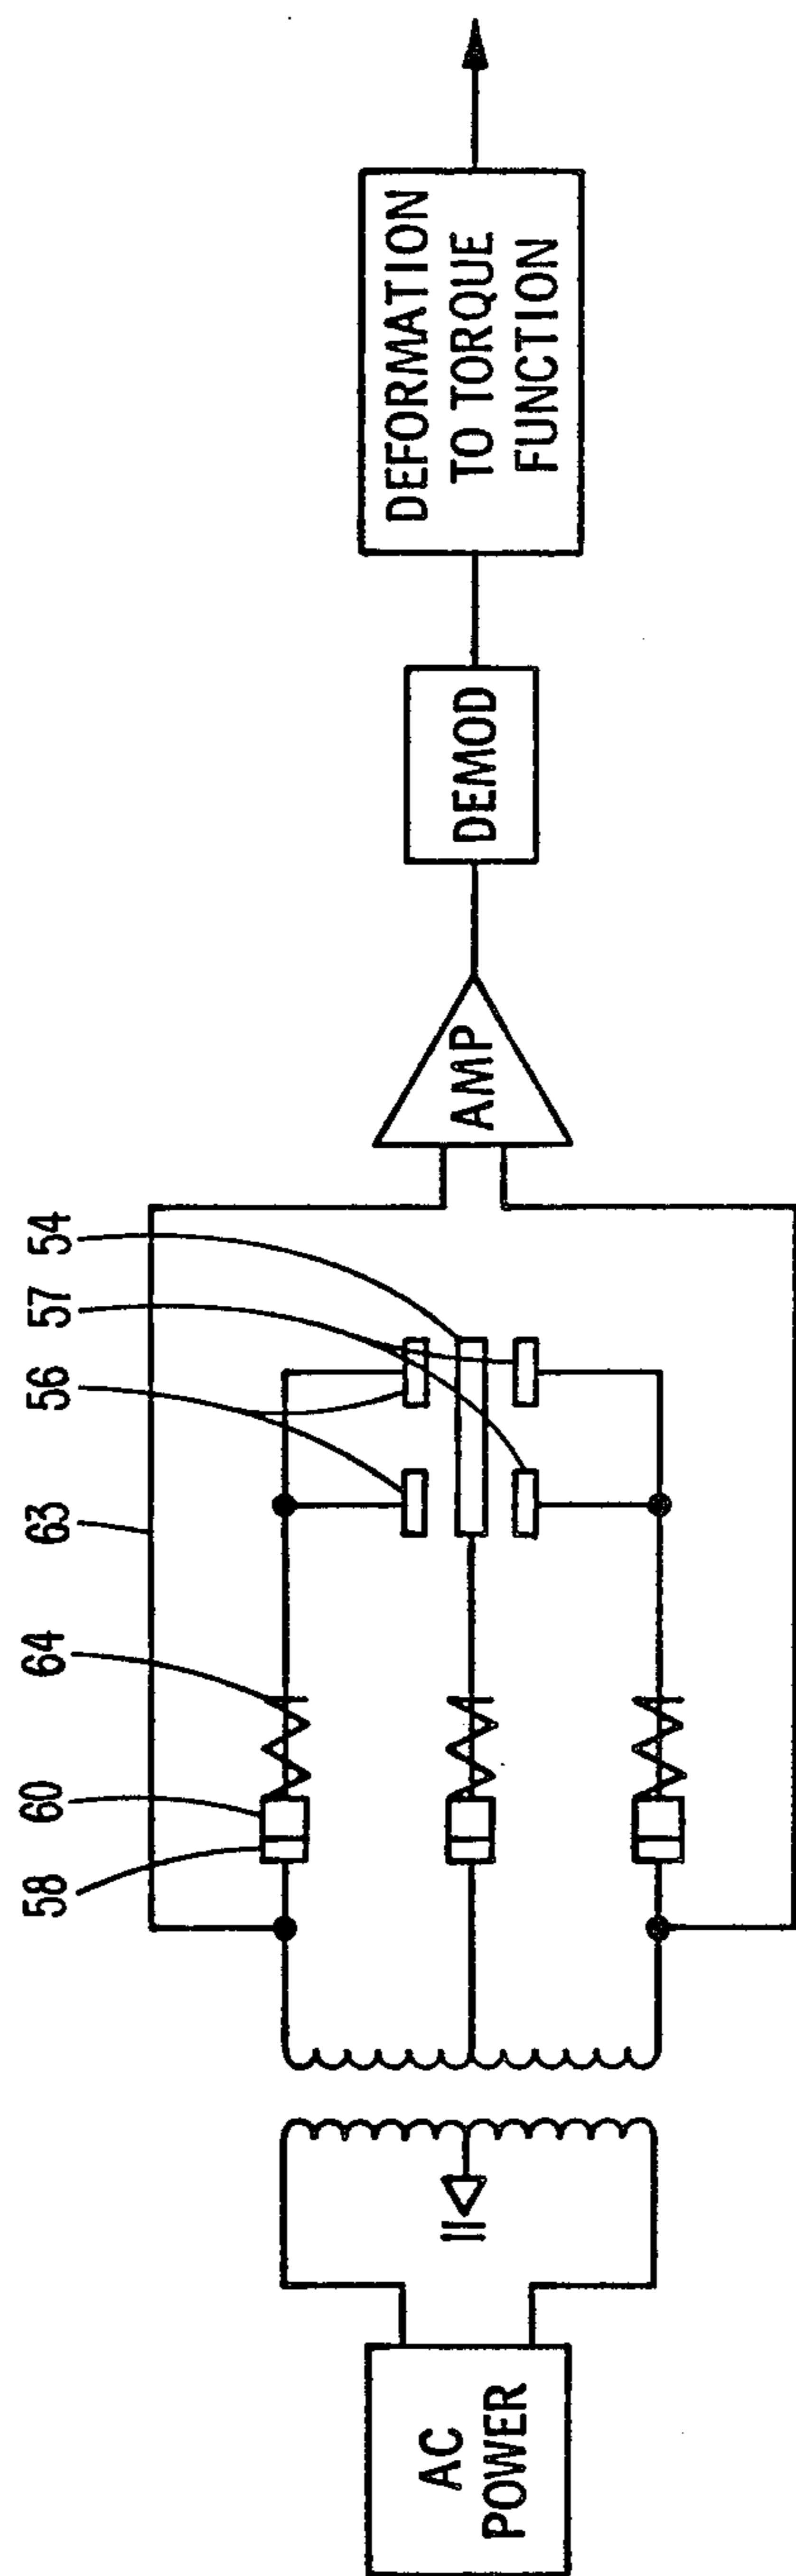 58
60
64
63
56
57
54
AC
POWER
AMP
DEMOD
DEFORMATION
TO TORQUE
FUNCTION